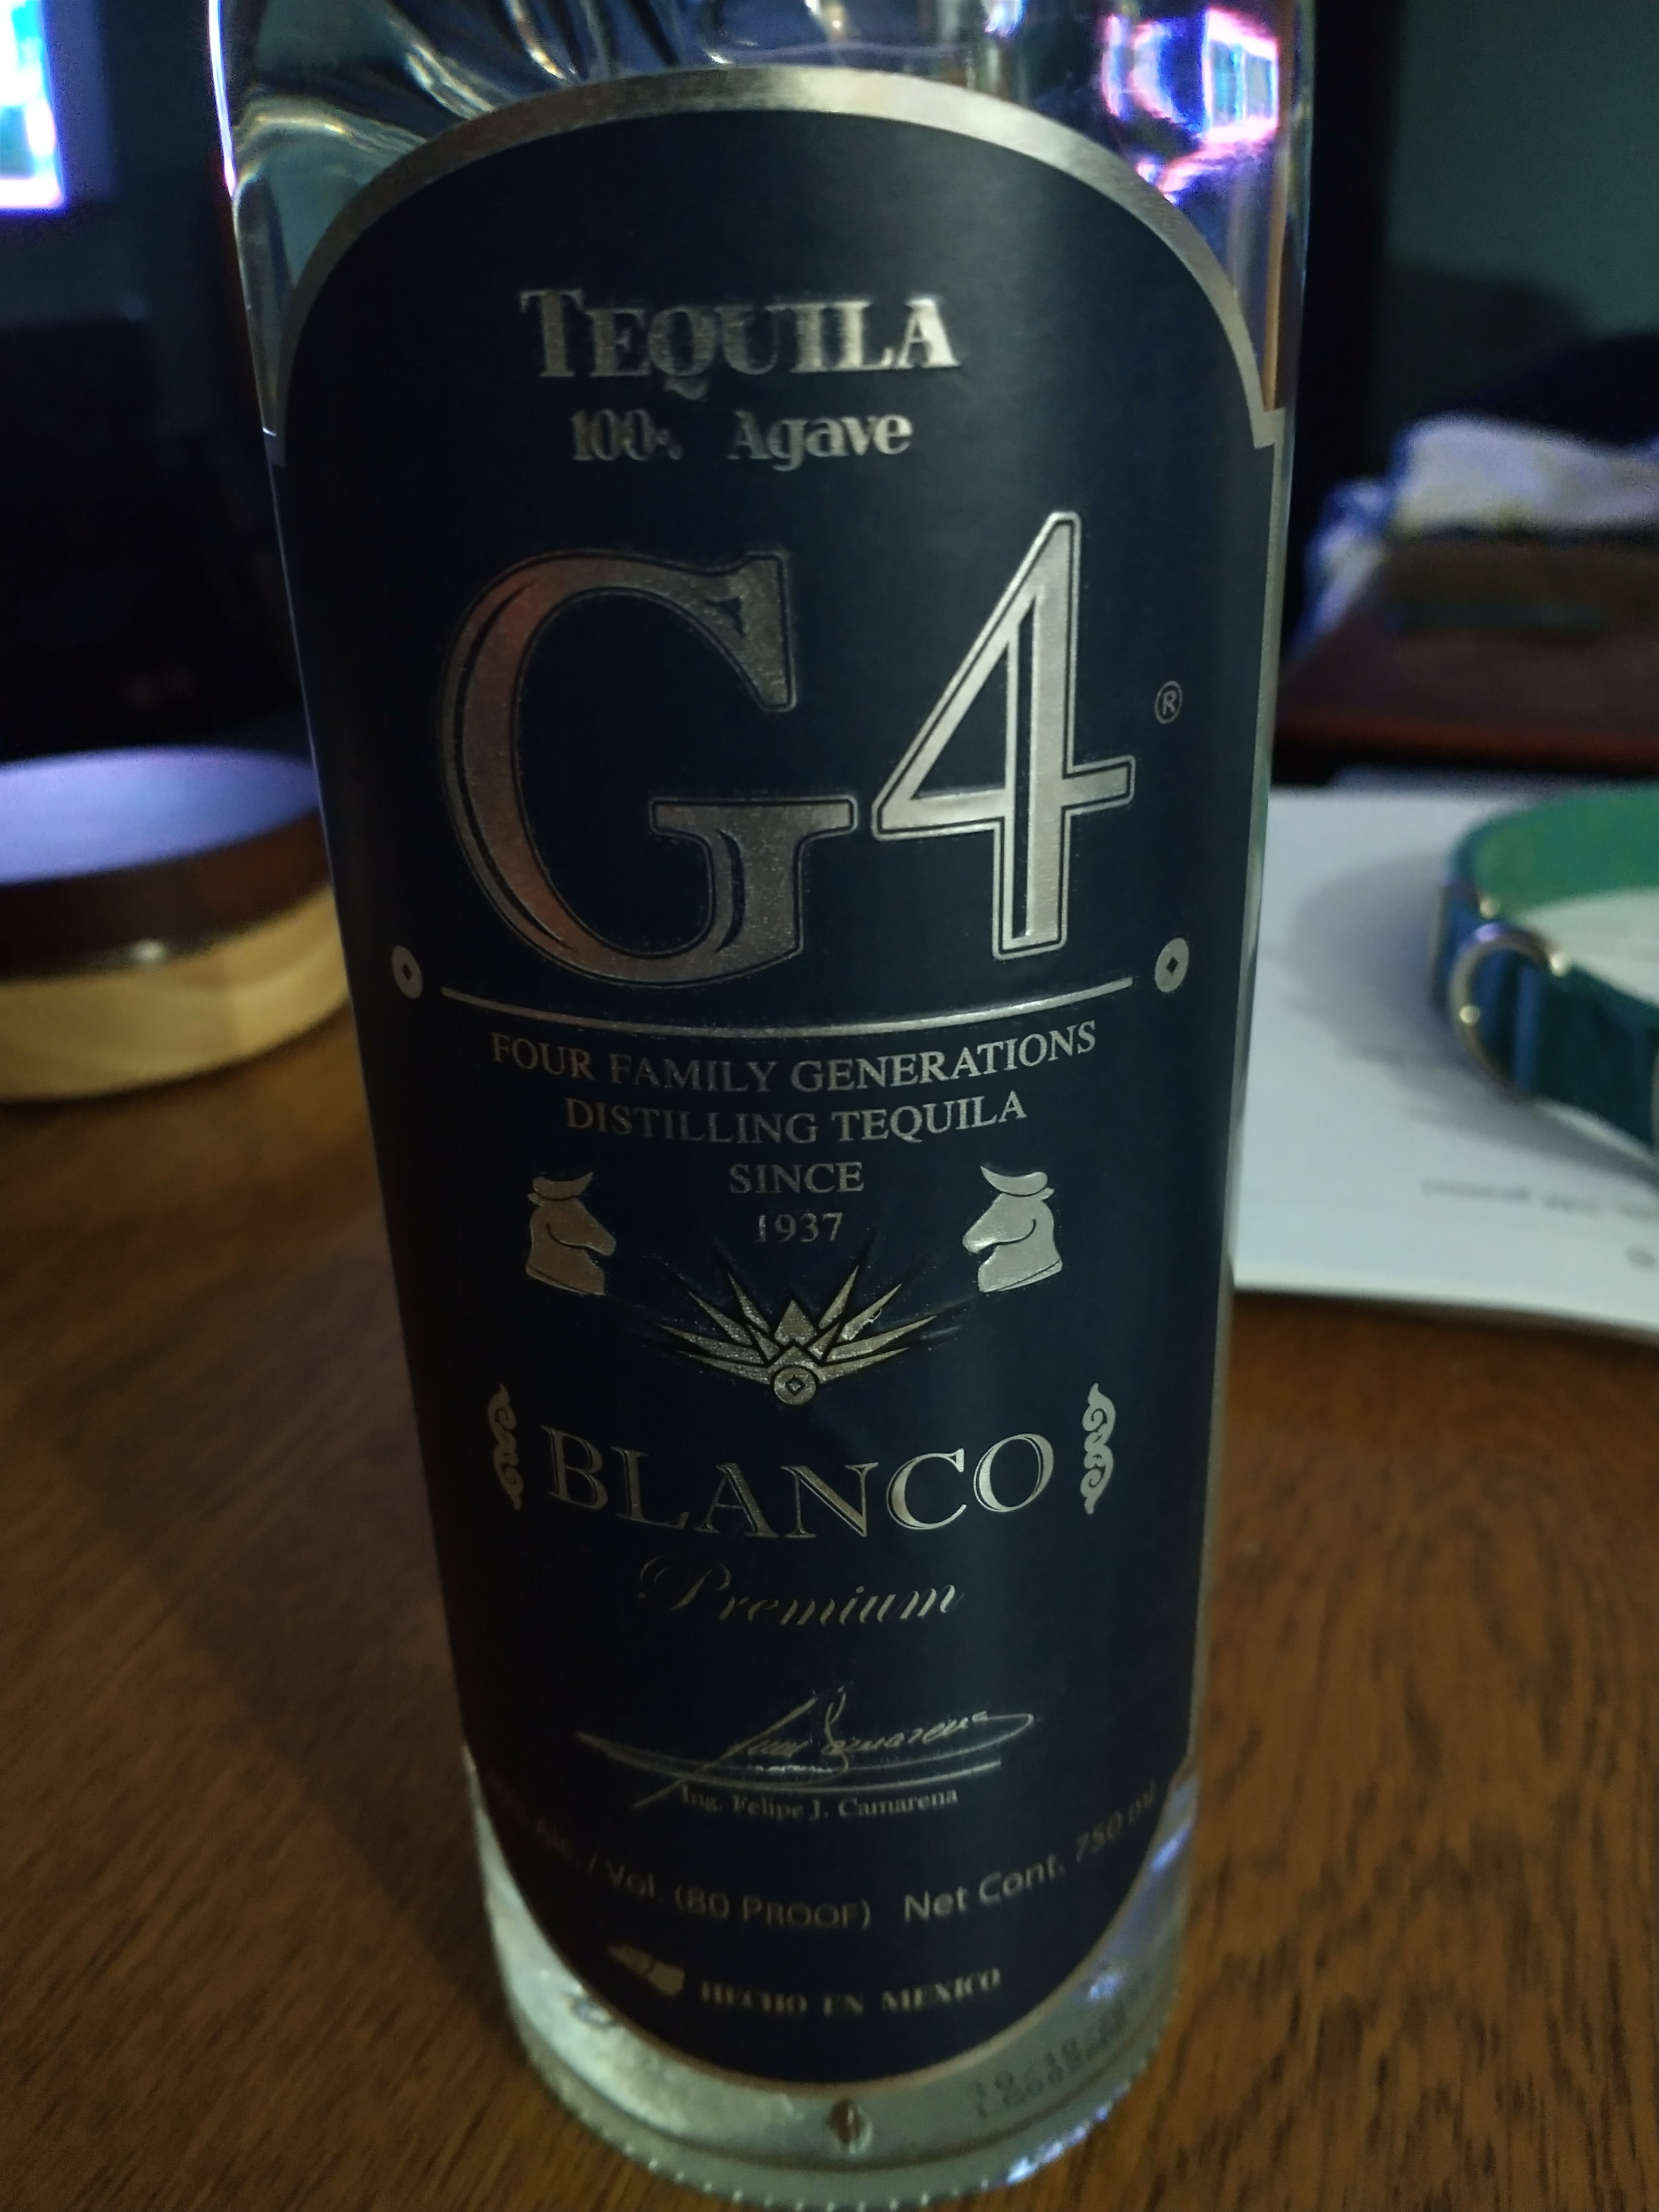 TEQUILA
100% Agave
G4 ®
FOUR FAMILY GENERATIONS
DISTILLING TEQUILA
SINCE
1937
BLANCO
Premium
Ing. Felipe J. Camarena
Alc. / Vol. (80 PROOF) Net Cont. 750 ml
HECHO EN MEXICO